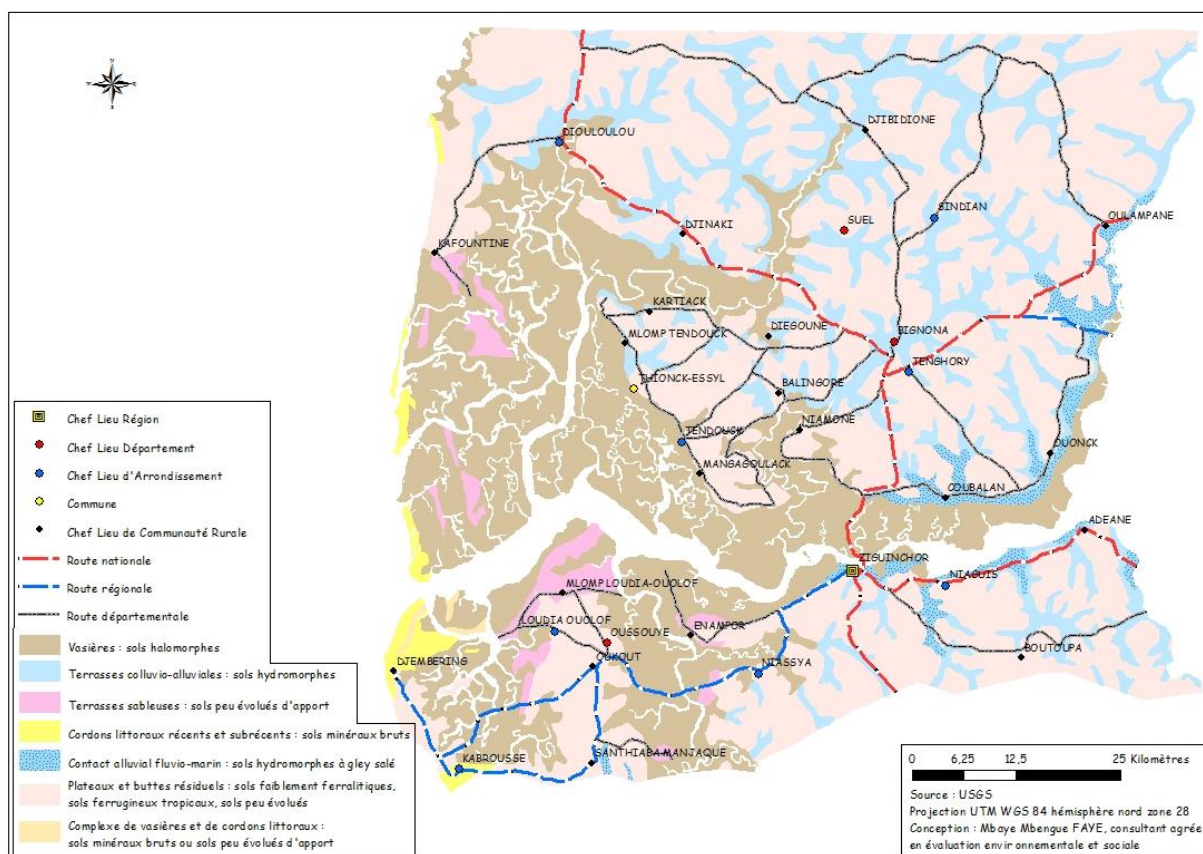 DJIBIDIONE
DIOULOULOU
SINDIAN
OULAMPANE
SUEL
DJINAKI
KAFOUNTINE
KARTIACK
DIEGOUNE
MLOMP TENDOUCK
BIGNONA
TENGHORY
THIONCK-ESSYL
BALINGORE
NIAMONE
TENDOUCK
OUONCK
MANGAGOULACK
COUBALAN
ADEANE
ZIGUINCHOR
NIAGUIS
MLOMP LOUDIA-OUOLOF
LOUDIA OUOLOF
ENAMPOR
OUSSOUYE
BOUTOUPA
OUKOUT
DJEMBERING
NIASSYA
SANTHIABA MANJAQUE
KABROUSSE
Chef Lieu Région
Chef Lieu Département
Chef Lieu d'Arrondissement
Commune
Chef Lieu de Communauté Rurale
Route nationale
Route régionale
Route départementale
Vasières : sols halomorphes
Terrasses colluvio-alluviales : sols hydromorphes
Terrasses sableuses : sols peu évolués d'apport
Cordons littoraux récents et subrécents : sols minéraux bruts
Contact alluvial fluvio-marin : sols hydromorphes à gley salé
Plateaux et buttes résiduels : sols faiblement ferralitiques,
sols ferrugineux tropicaux, sols peu évolués
Complexe de vasières et de cordons littoraux :
sols minéraux bruts ou sols peu évolués d'apport
0 6,25 12,5 25 Kilomètres
Source : USGS
Projection UTM WGS 84 hémisphère nord zone 28
Conception : Mbaye Mbengue FAYE, consultant agrée
en évaluation envir onnementale et sociale